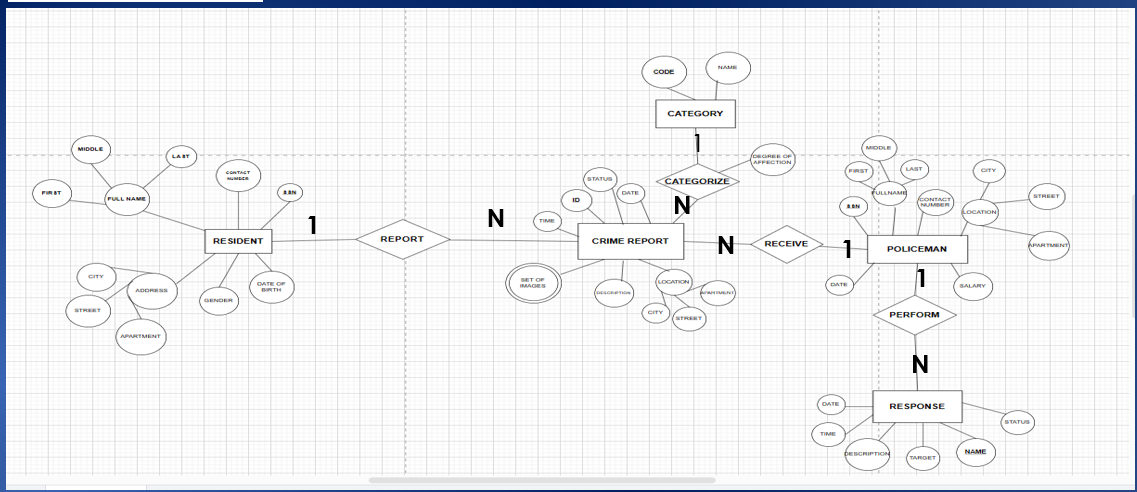 CODE
NAME
CATEGORY
1
CATEGORIZE
DEGREE OF
AFFECTION
N
MIDDLE
LAST
FIRST
FULL NAME
CONTACT
NUMBER
SSN
RESIDENT
1
REPORT
N
CITY
STREET
ADDRESS
APARTMENT
GENDER
DATE OF
BIRTH
STATUS
ID
DATE
TIME
CRIME REPORT
SET OF
IMAGES
DESCRIPTION
LOCATION
APARTMENT
CITY
STREET
N
RECEIVE
1
MIDDLE
FIRST
LAST
FULLNAME
SSN
CONTACT
NUMBER
CITY
STREET
LOCATION
APARTMENT
POLICEMAN
DATE
SALARY
1
PERFORM
N
RESPONSE
DATE
TIME
DESCRIPTION
TARGET
NAME
STATUS